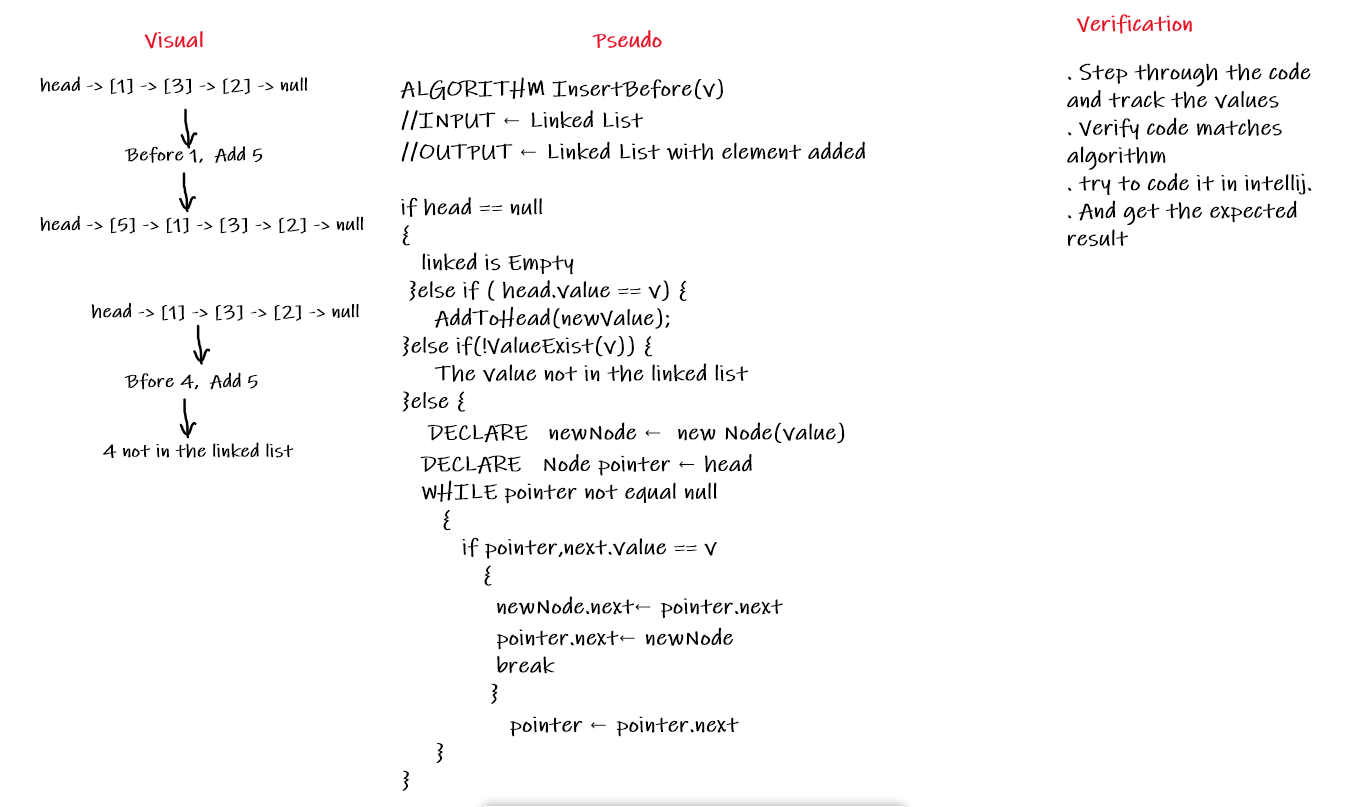 Visual
head -> [1] -> [3] -> [2] -> null
Before 1, Add 5
head -> [5] -> [1] -> [3] -> [2] -> null
head -> [1] -> [3] -> [2] -> null
Bfore 4, Add 5
4 not in the linked list
Pseudo
ALGORITHM InsertBefore(v)
//INPUT ← Linked List
//OUTPUT ← Linked List with element added
if head == null
{
linked is Empty
}else if ( head.value == v) {
AddToHead(newValue);
}else if(!ValueExist(v)) {
The value not in the linked list
}else {
DECLARE newNode ← new Node(value)
DECLARE Node pointer ← head
WHILE pointer not equal null
{
if pointer,next.value == v
{
newNode.next← pointer.next
pointer.next← newNode
break
}
pointer ← pointer.next
}
}
Verification
. Step through the code
and track the values
. Verify code matches
algorithm
. try to code it in intellij.
. And get the expected
result